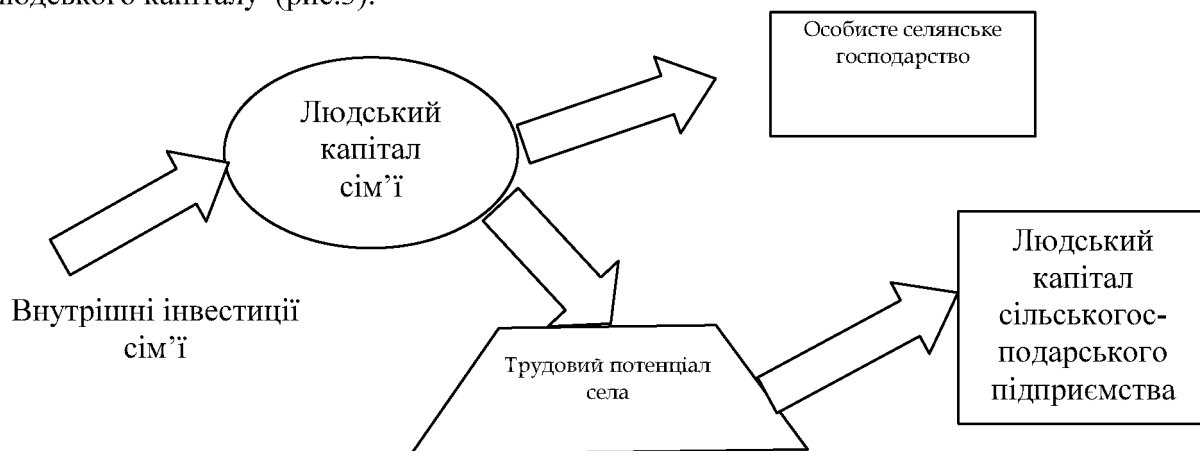 людського капіталу (рис.3).
Особисте селянське
господарство
Людський
капітал
сім’ї
Внутрішні інвестиції
сім’ї
Трудовий потенціал
села
Людський
капітал
сільськогос-
подарського
підприємства